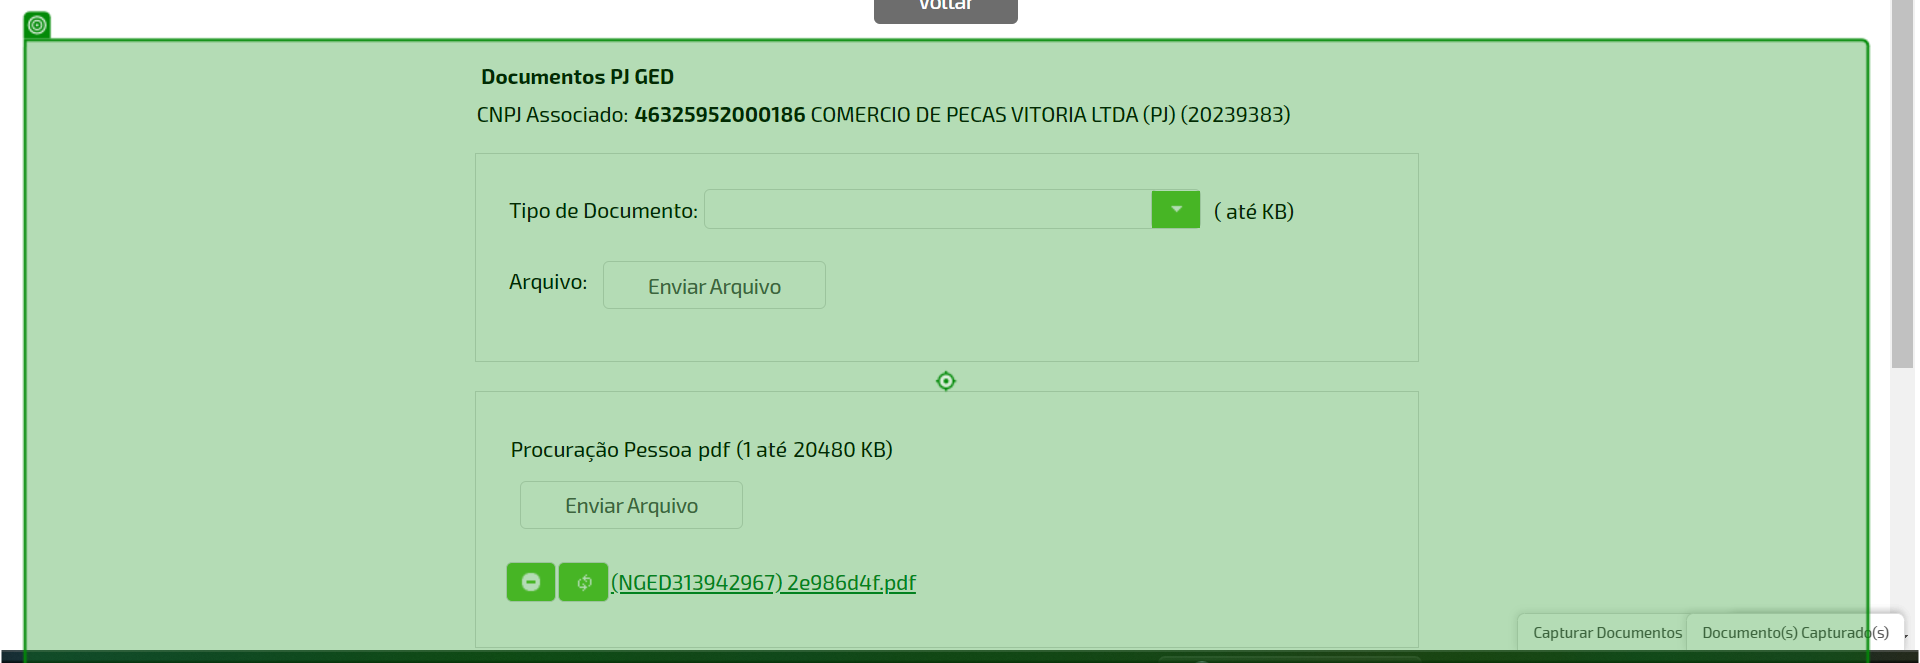 Voltar
Documentos PJ GED
CNPJ Associado: 46325952000186 COMERCIO DE PECAS VITORIA LTDA (PJ) (20239383)
Tipo de Documento: ( até KB)
Arquivo: Enviar Arquivo
Procuração Pessoa pdf (1 até 20480 KB)
Enviar Arquivo
(NGED313942967) 2e986d4f.pdf
Capturar Documentos Documento(s) Capturado(s)